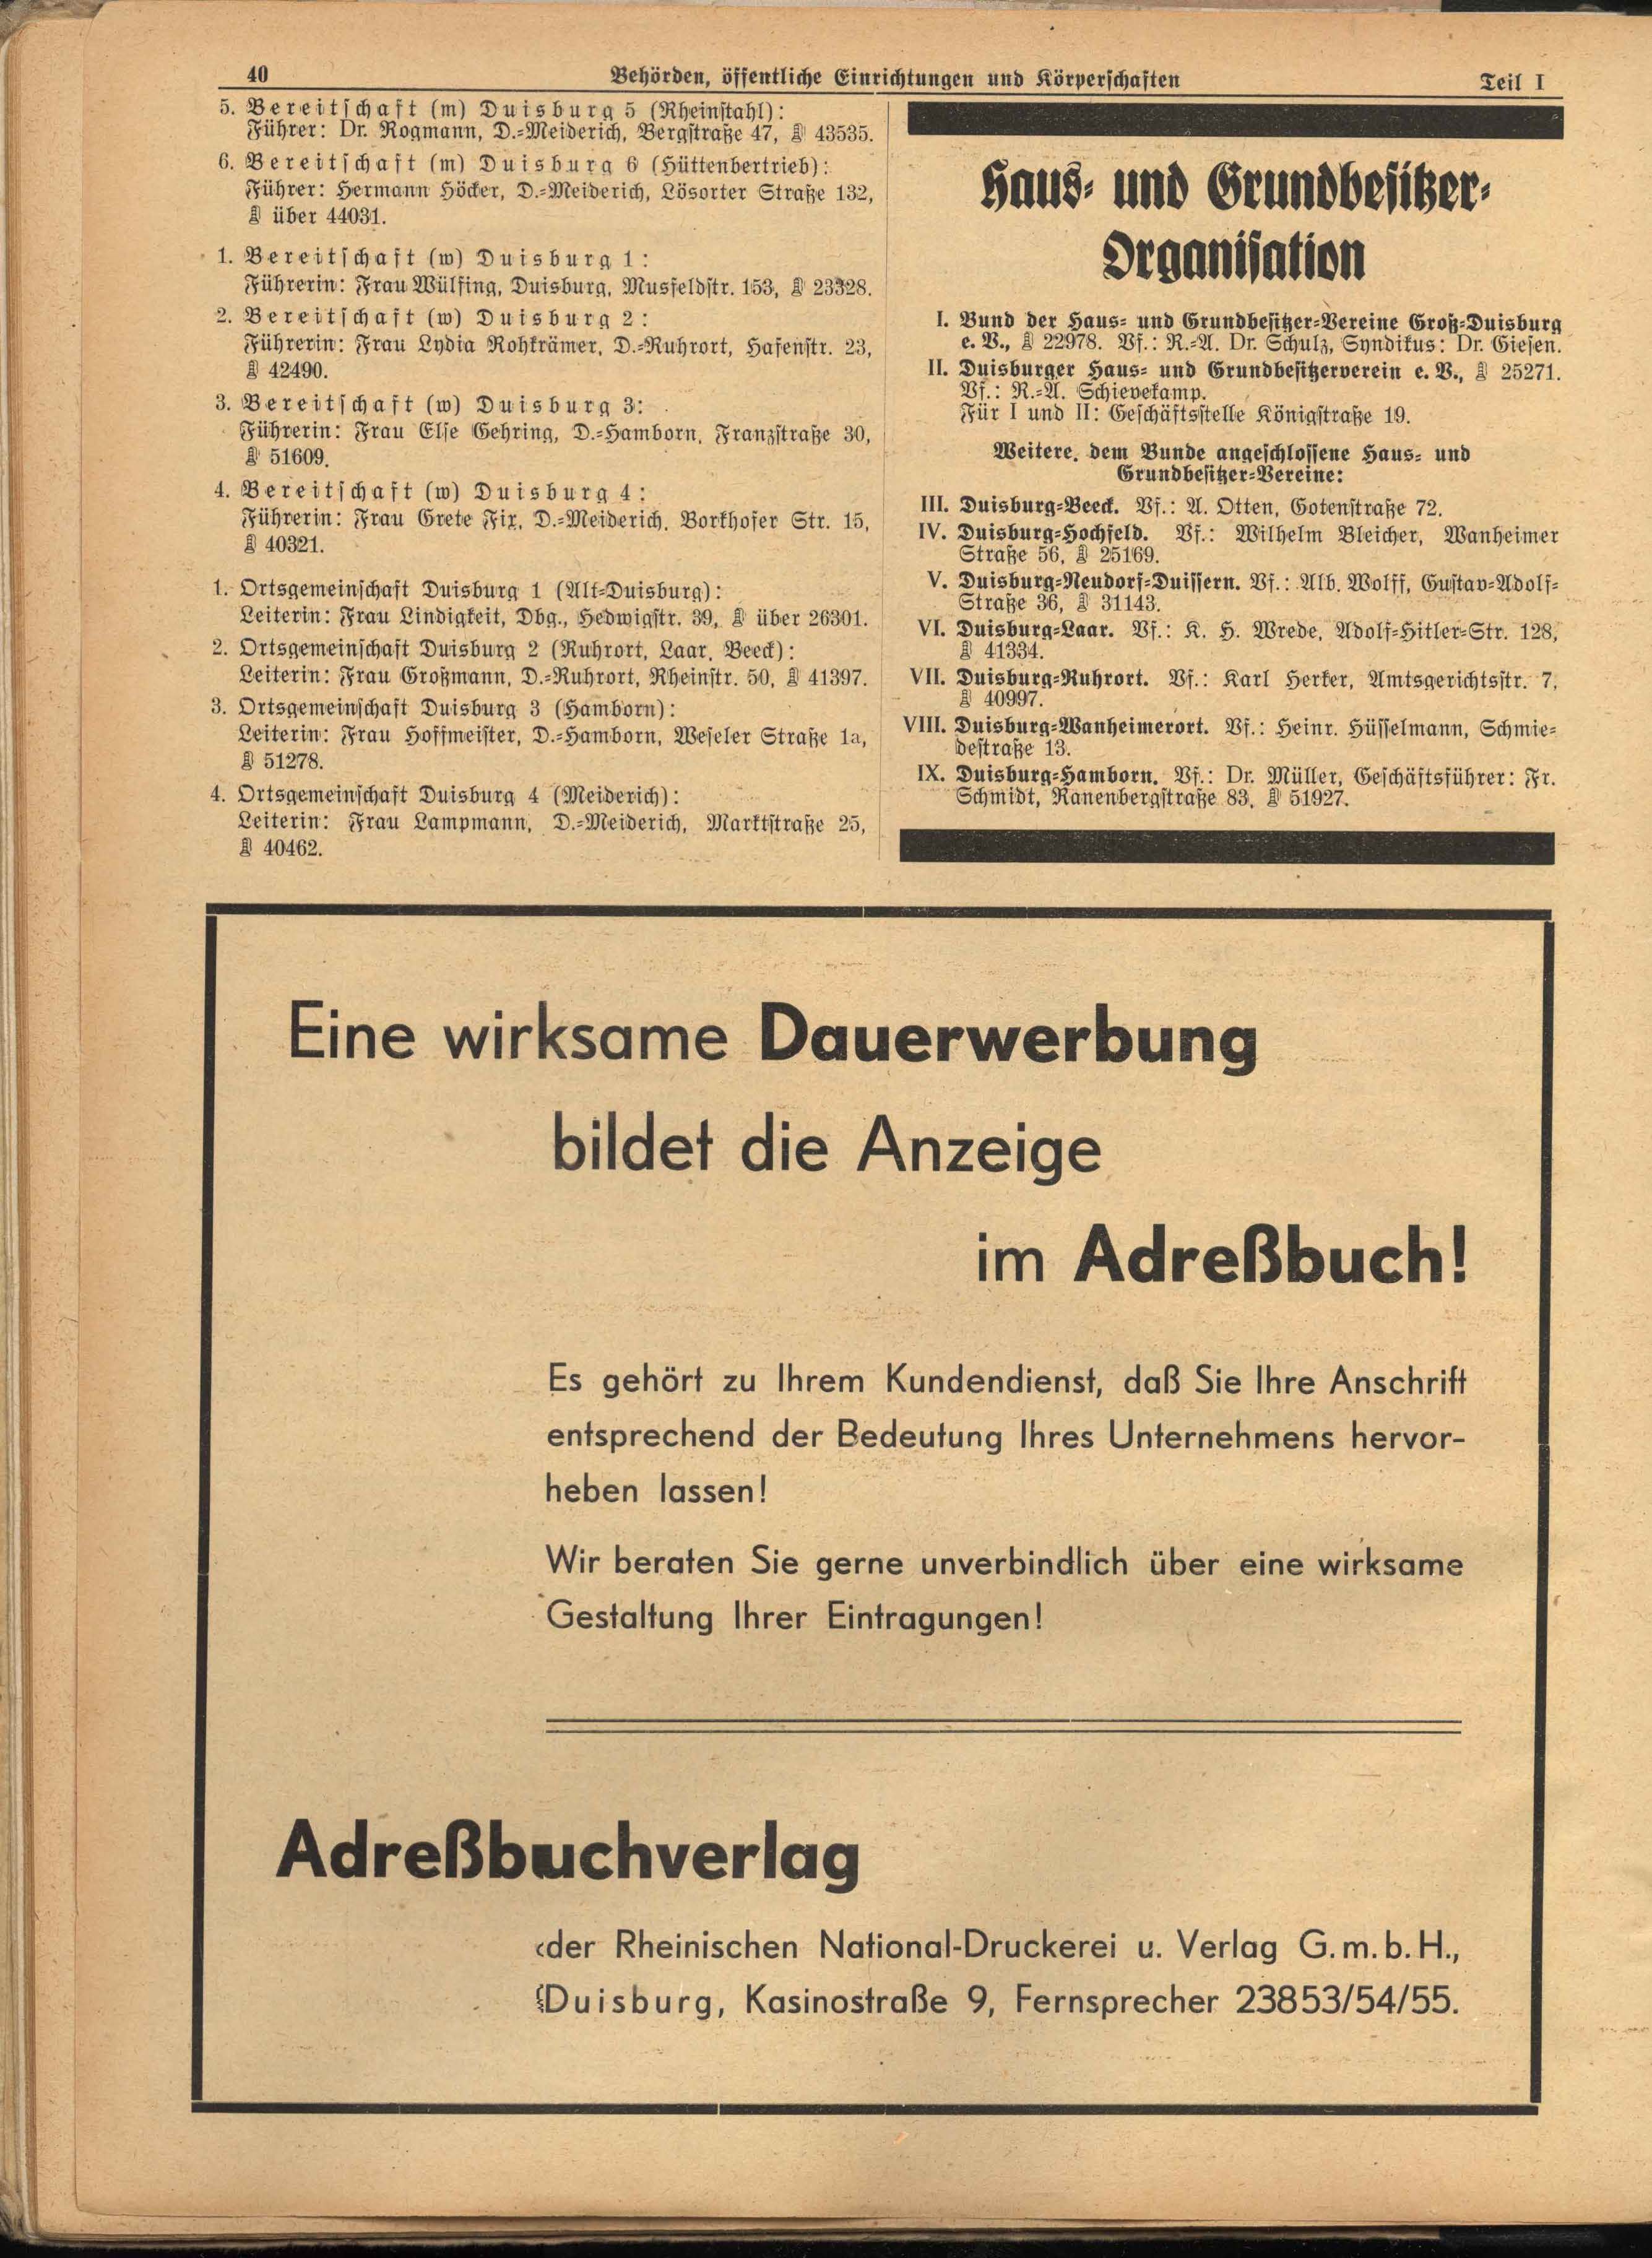 40
Behörden, öffentliche Einrichtungen und Körperschaften
Teil I
5. Bereitschaft (m) Duisburg 5 (Rheinstahl):
Führer: Dr. Rogmann, D.-Meiderich, Bergstraße 47, 43535.
6. Bereitschaft (m) Duisburg 6 (Hüttenbertrieb):
Führer: Hermann Höcker, D.-Meiderich, Lösorter Straße 132,
über 44031.
1. Bereitschaft (w) Duisburg 1:
Führerin: Frau Wülfing, Duisburg, Musfeldstr. 153, 23328.
2. Bereitschaft (w) Duisburg 2:
Führerin: Frau Lydia Rohkrämer, D.-Ruhrort, Hafenstr. 23,
42490.
3. Bereitschaft (w) Duisburg 3:
Führerin: Frau Else Gehring, D.-Hamborn, Franzstraße 30,
51609.
4. Bereitschaft (w) Duisburg 4:
Führerin: Frau Grete Fix, D.-Meiderich, Borkhofer Str. 15,
40321.
1. Ortsgemeinschaft Duisburg 1 (Alt-Duisburg):
Leiterin: Frau Lindigkeit, Dbg., Hedwigstr. 39, über 26301.
2. Ortsgemeinschaft Duisburg 2 (Ruhrort, Laar, Beeck):
Leiterin: Frau Großmann, D.-Ruhrort, Rheinstr. 50, 41397.
3. Ortsgemeinschaft Duisburg 3 (Hamborn):
Leiterin: Frau Hoffmeister, D.-Hamborn, Weseler Straße 1a,
51278.
4. Ortsgemeinschaft Duisburg 4 (Meiderich):
Leiterin: Frau Lampmann, D.-Meiderich, Marktstraße 25,
40462.
Haus- und Grundbesitzer-
Organisation
I. Bund der Haus- und Grundbesitzer-Vereine Groß-Duisburg
e. V., 22978. Vf.: R.-A. Dr. Schulz, Syndikus: Dr. Giesen.
II. Duisburger Haus- und Grundbesitzerverein e. V., 25271.
Vf.: R.-A. Schievekamp.
Für I und II: Geschäftsstelle Königstraße 19.
Weitere, dem Bunde angeschlossene Haus- und
Grundbesitzer-Vereine:
III. Duisburg-Beeck. Vf.: A. Otten, Gotenstraße 72.
IV. Duisburg-Hochfeld. Vf.: Wilhelm Bleicher, Wanheimer
Straße 56, 25169.
V. Duisburg-Neudorf-Duissern. Vf.: Alb. Wolff, Gustav-Adolf-
Straße 36, 31143.
VI. Duisburg-Laar. Vf.: K. H. Wrede, Adolf-Hitler-Str. 128,
41334.
VII. Duisburg-Ruhrort. Vf.: Karl Herker, Amtsgerichtsstr. 7,
40997.
VIII. Duisburg-Wanheimerort. Vf.: Heinr. Hüsselmann, Schmie-
destraße 13.
IX. Duisburg-Hamborn. Vf.: Dr. Müller, Geschäftsführer: Fr.
Schmidt, Ranenbergstraße 83, 51927.
Eine wirksame Dauerwerbung
bildet die Anzeige
im Adreßbuch!
Es gehört zu Ihrem Kundendienst, daß Sie Ihre Anschrift
entsprechend der Bedeutung Ihres Unternehmens hervor-
heben lassen!
Wir beraten Sie gerne unverbindlich über eine wirksame
Gestaltung Ihrer Eintragungen!
Adreßbuchverlag
der Rheinischen National-Druckerei u. Verlag G.m.b.H.,
Duisburg, Kasinostraße 9, Fernsprecher 23853/54/55.